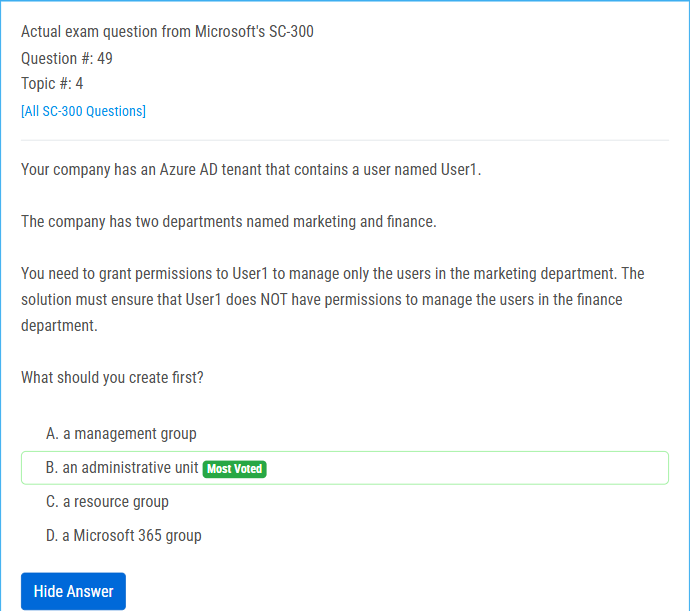 Actual exam question from Microsoft's SC-300
Question #: 49
Topic #: 4
[All SC-300 Questions]
Your company has an Azure AD tenant that contains a user named User1.
The company has two departments named marketing and finance.
You need to grant permissions to User1 to manage only the users in the marketing department. The
solution must ensure that User1 does NOT have permissions to manage the users in the finance
department.
What should you create first?
A. a management group
B. an administrative unit Most Voted
C. a resource group
D. a Microsoft 365 group
Hide Answer